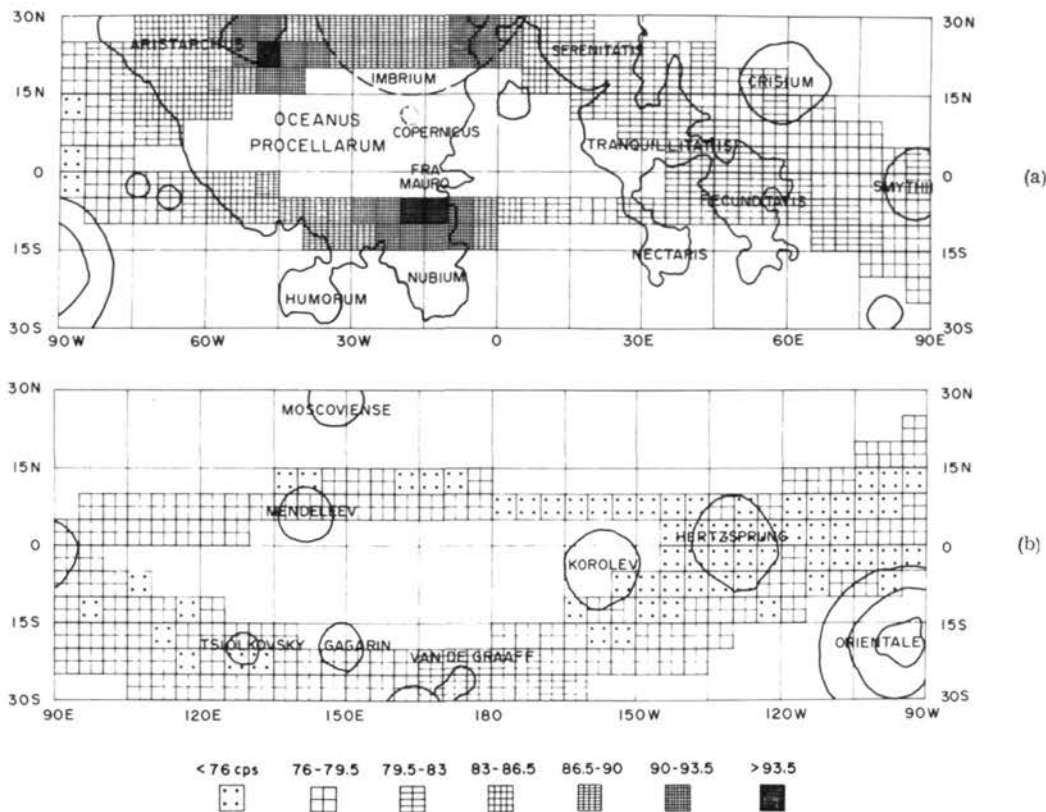 30N 30N
ARISTARCHUS SERENITATIS
IMBRIUM CRISIUM
15N 15N
OCEANUS
PROCELLARUM
COPERNICUS
TRANQUILLITATIS
FRA
MAURO
0 0
SMYTHII
(a)
FECUNDITATIS
15S 15S
NECTARIS
NUBIUM
HUMORUM
30S 30S
90W 60W 30W 0 30E 60E 90E
30N 30N
MOSCOVIENSE
15N 15N
MENDELEEV
HERTZSPRUNG
0 0
(b)
KOROLEV
15S 15S
TSIOLKOVSKY GAGARIN ORIENTALE
VAN DE GRAAFF
30S 30S
90E 120E 150E 180 150W 120W 90W
<76 cps 76-79.5 79.5-83 83-86.5 86.5-90 90-93.5 >93.5